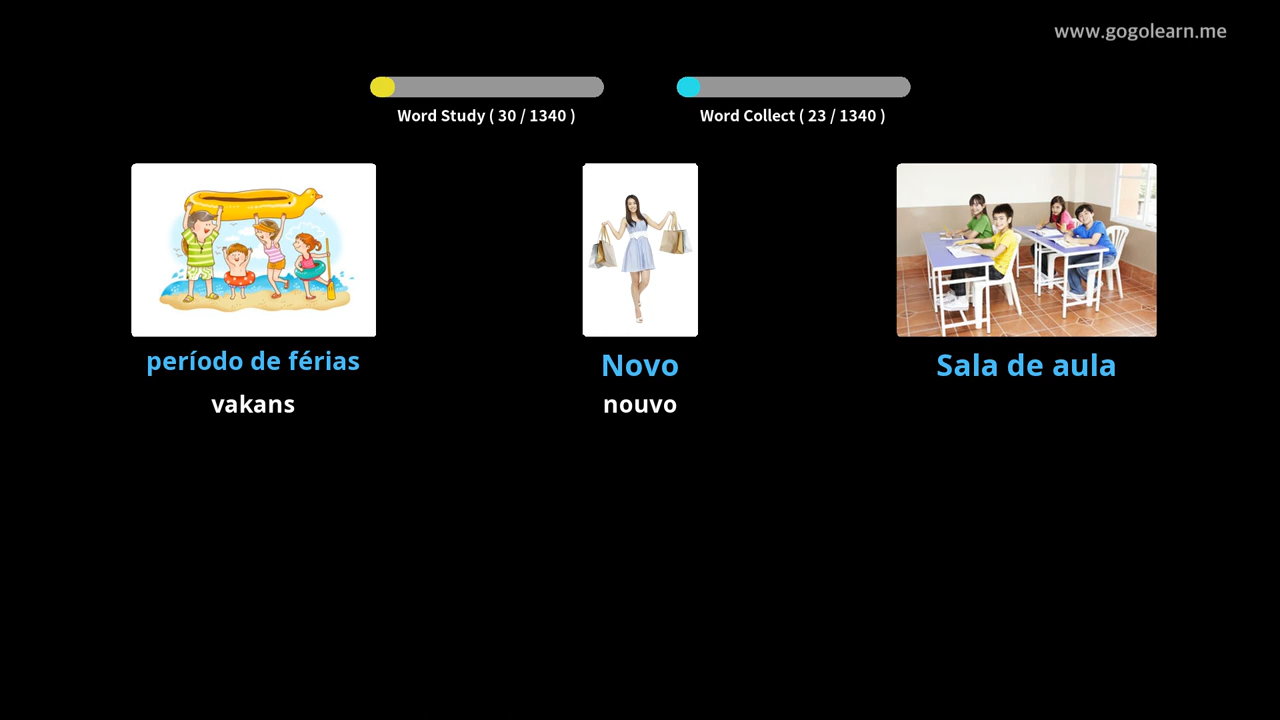 www.gogolearn.me
Word Study ( 30 / 1340 )
Word Collect ( 23 / 1340 )
período de férias
Novo
Sala de aula
vakans
nouvo